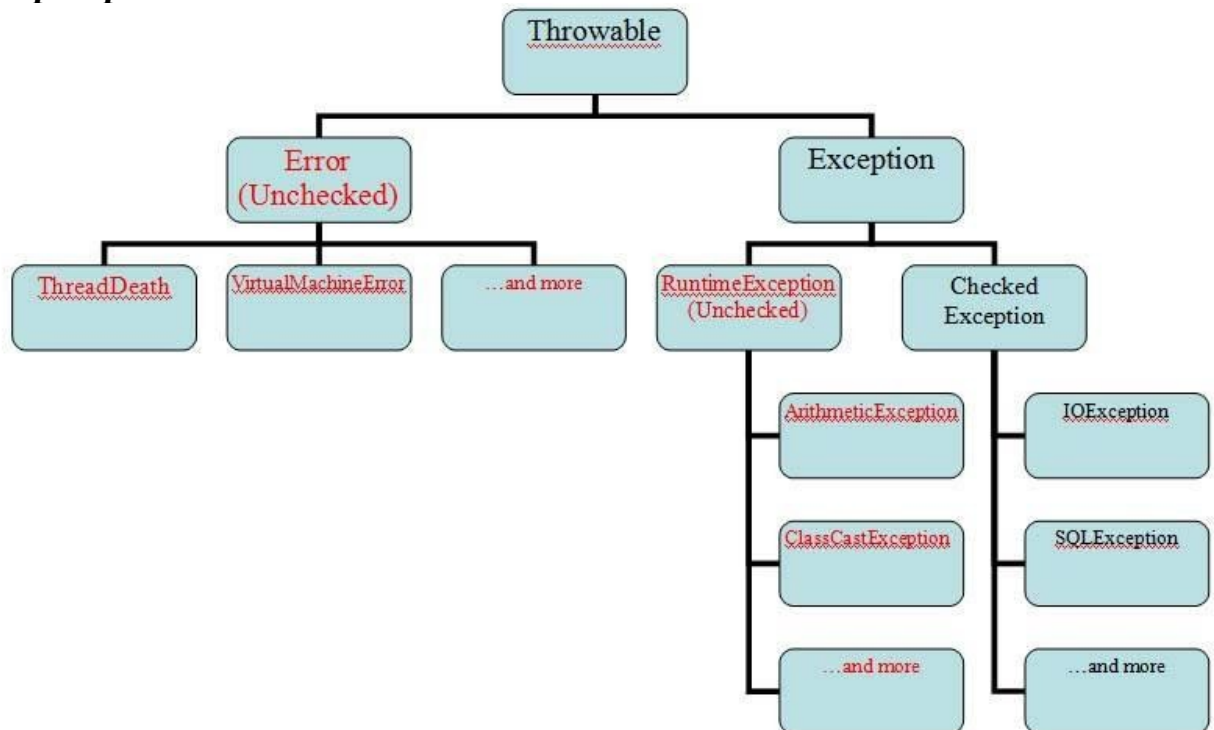 Throwable
Error
(Unchecked)
Exception
ThreadDeath
VirtualMachineError
...and more
RuntimeException
(Unchecked)
Checked
Exception
ArithmeticException
IOException
ClassCastException
SQLException
...and more
...and more